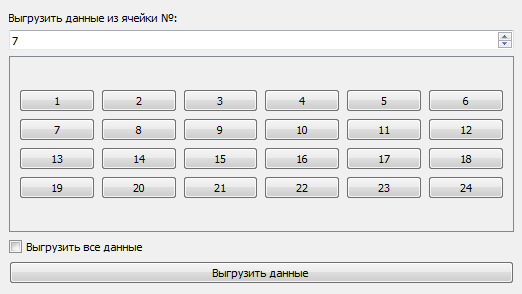 Выгрузить данные из ячейки №:
7
1 2 3 4 5 6
7 8 9 10 11 12
13 14 15 16 17 18
19 20 21 22 23 24
Выгрузить все данные
Выгрузить данные